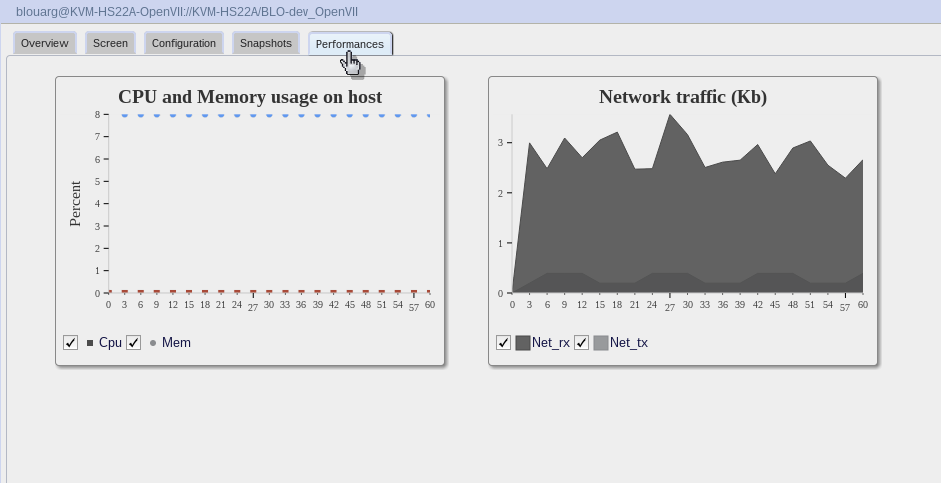 blouarg@KVM-HS22A-OpenVII://KVM-HS22A/BLO-dev_OpenVII
Overview Screen Configuration Snapshots Performances
CPU and Memory usage on host
8
7
6
5
4
3
2
1
0
Percent
0 3 6 9 12 15 18 21 24 27 30 33 36 39 42 45 48 51 54 57 60
Cpu Mem
Network traffic (Kb)
3
2
1
0
0 3 6 9 12 15 18 21 24 27 30 33 36 39 42 45 48 51 54 57 60
Net_rx Net_tx